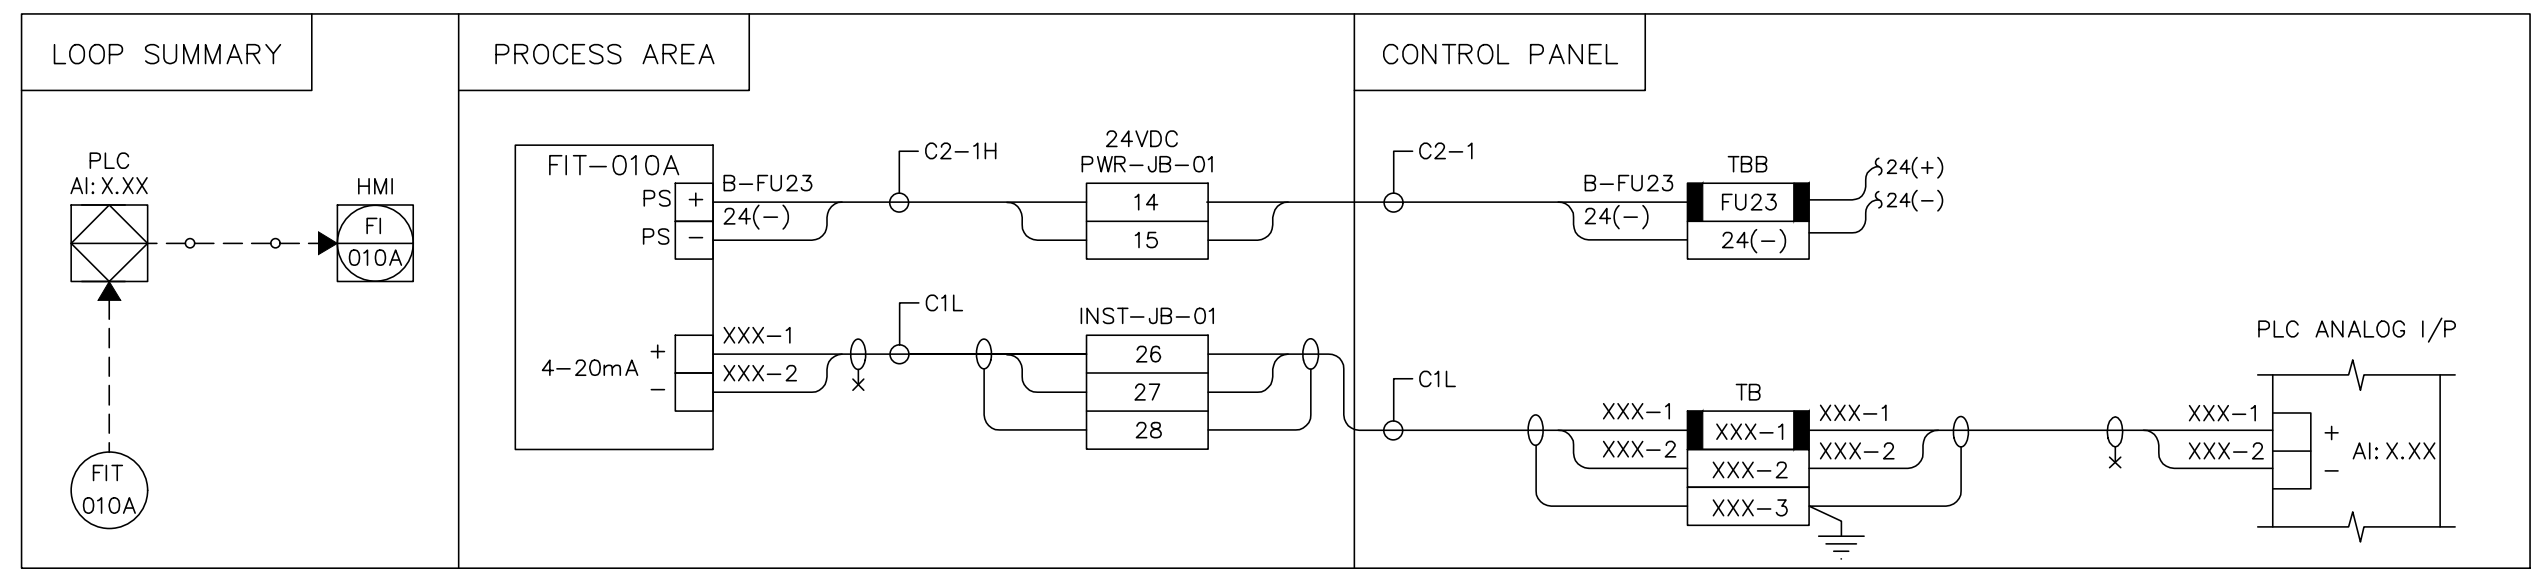 LOOP SUMMARY
PLC
AI: X.XX
HMI
FI
010A
FIT
010A
PROCESS AREA
FIT-010A
PS +
PS -
B-FU23
24(-)
C2-1H
24VDC
PWR-JB-01
14
15
4-20mA
+
-
XXX-1
XXX-2
C1L
INST-JB-01
26
27
28
CONTROL PANEL
C2-1
B-FU23
24(-)
TBB
FU23
24(-)
24(+)
24(-)
C1L
XXX-1
XXX-2
TB
XXX-1
XXX-2
XXX-3
XXX-1
XXX-2
PLC ANALOG I/P
XXX-1
XXX-2
+
-
AI: X.XX